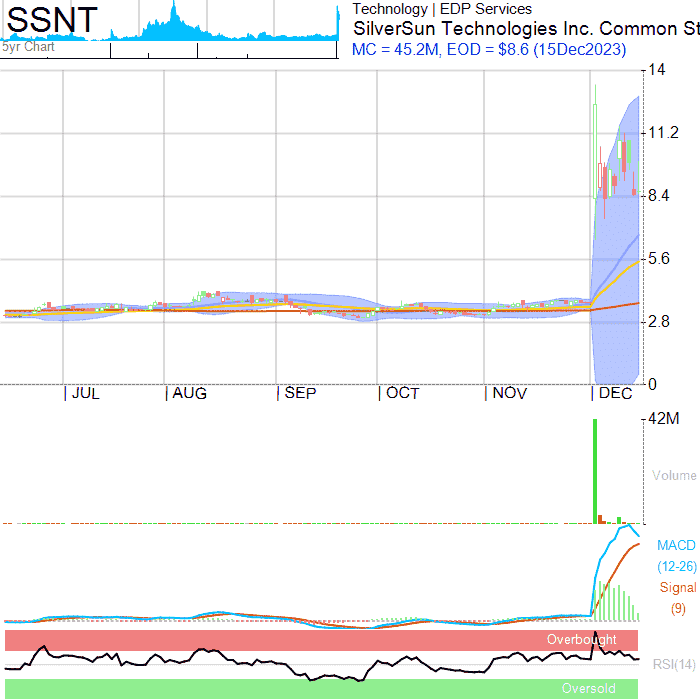 SSNT
5yr Chart
Technology | EDP Services
SilverSun Technologies Inc. Common St
MC = 45.2M, EOD = $8.6 (15Dec2023)
14
11.2
8.4
5.6
2.8
0
JUL AUG SEP OCT NOV DEC
42M
Volume
MACD
(12-26)
Signal
(9)
Overbought
RSI(14)
Oversold